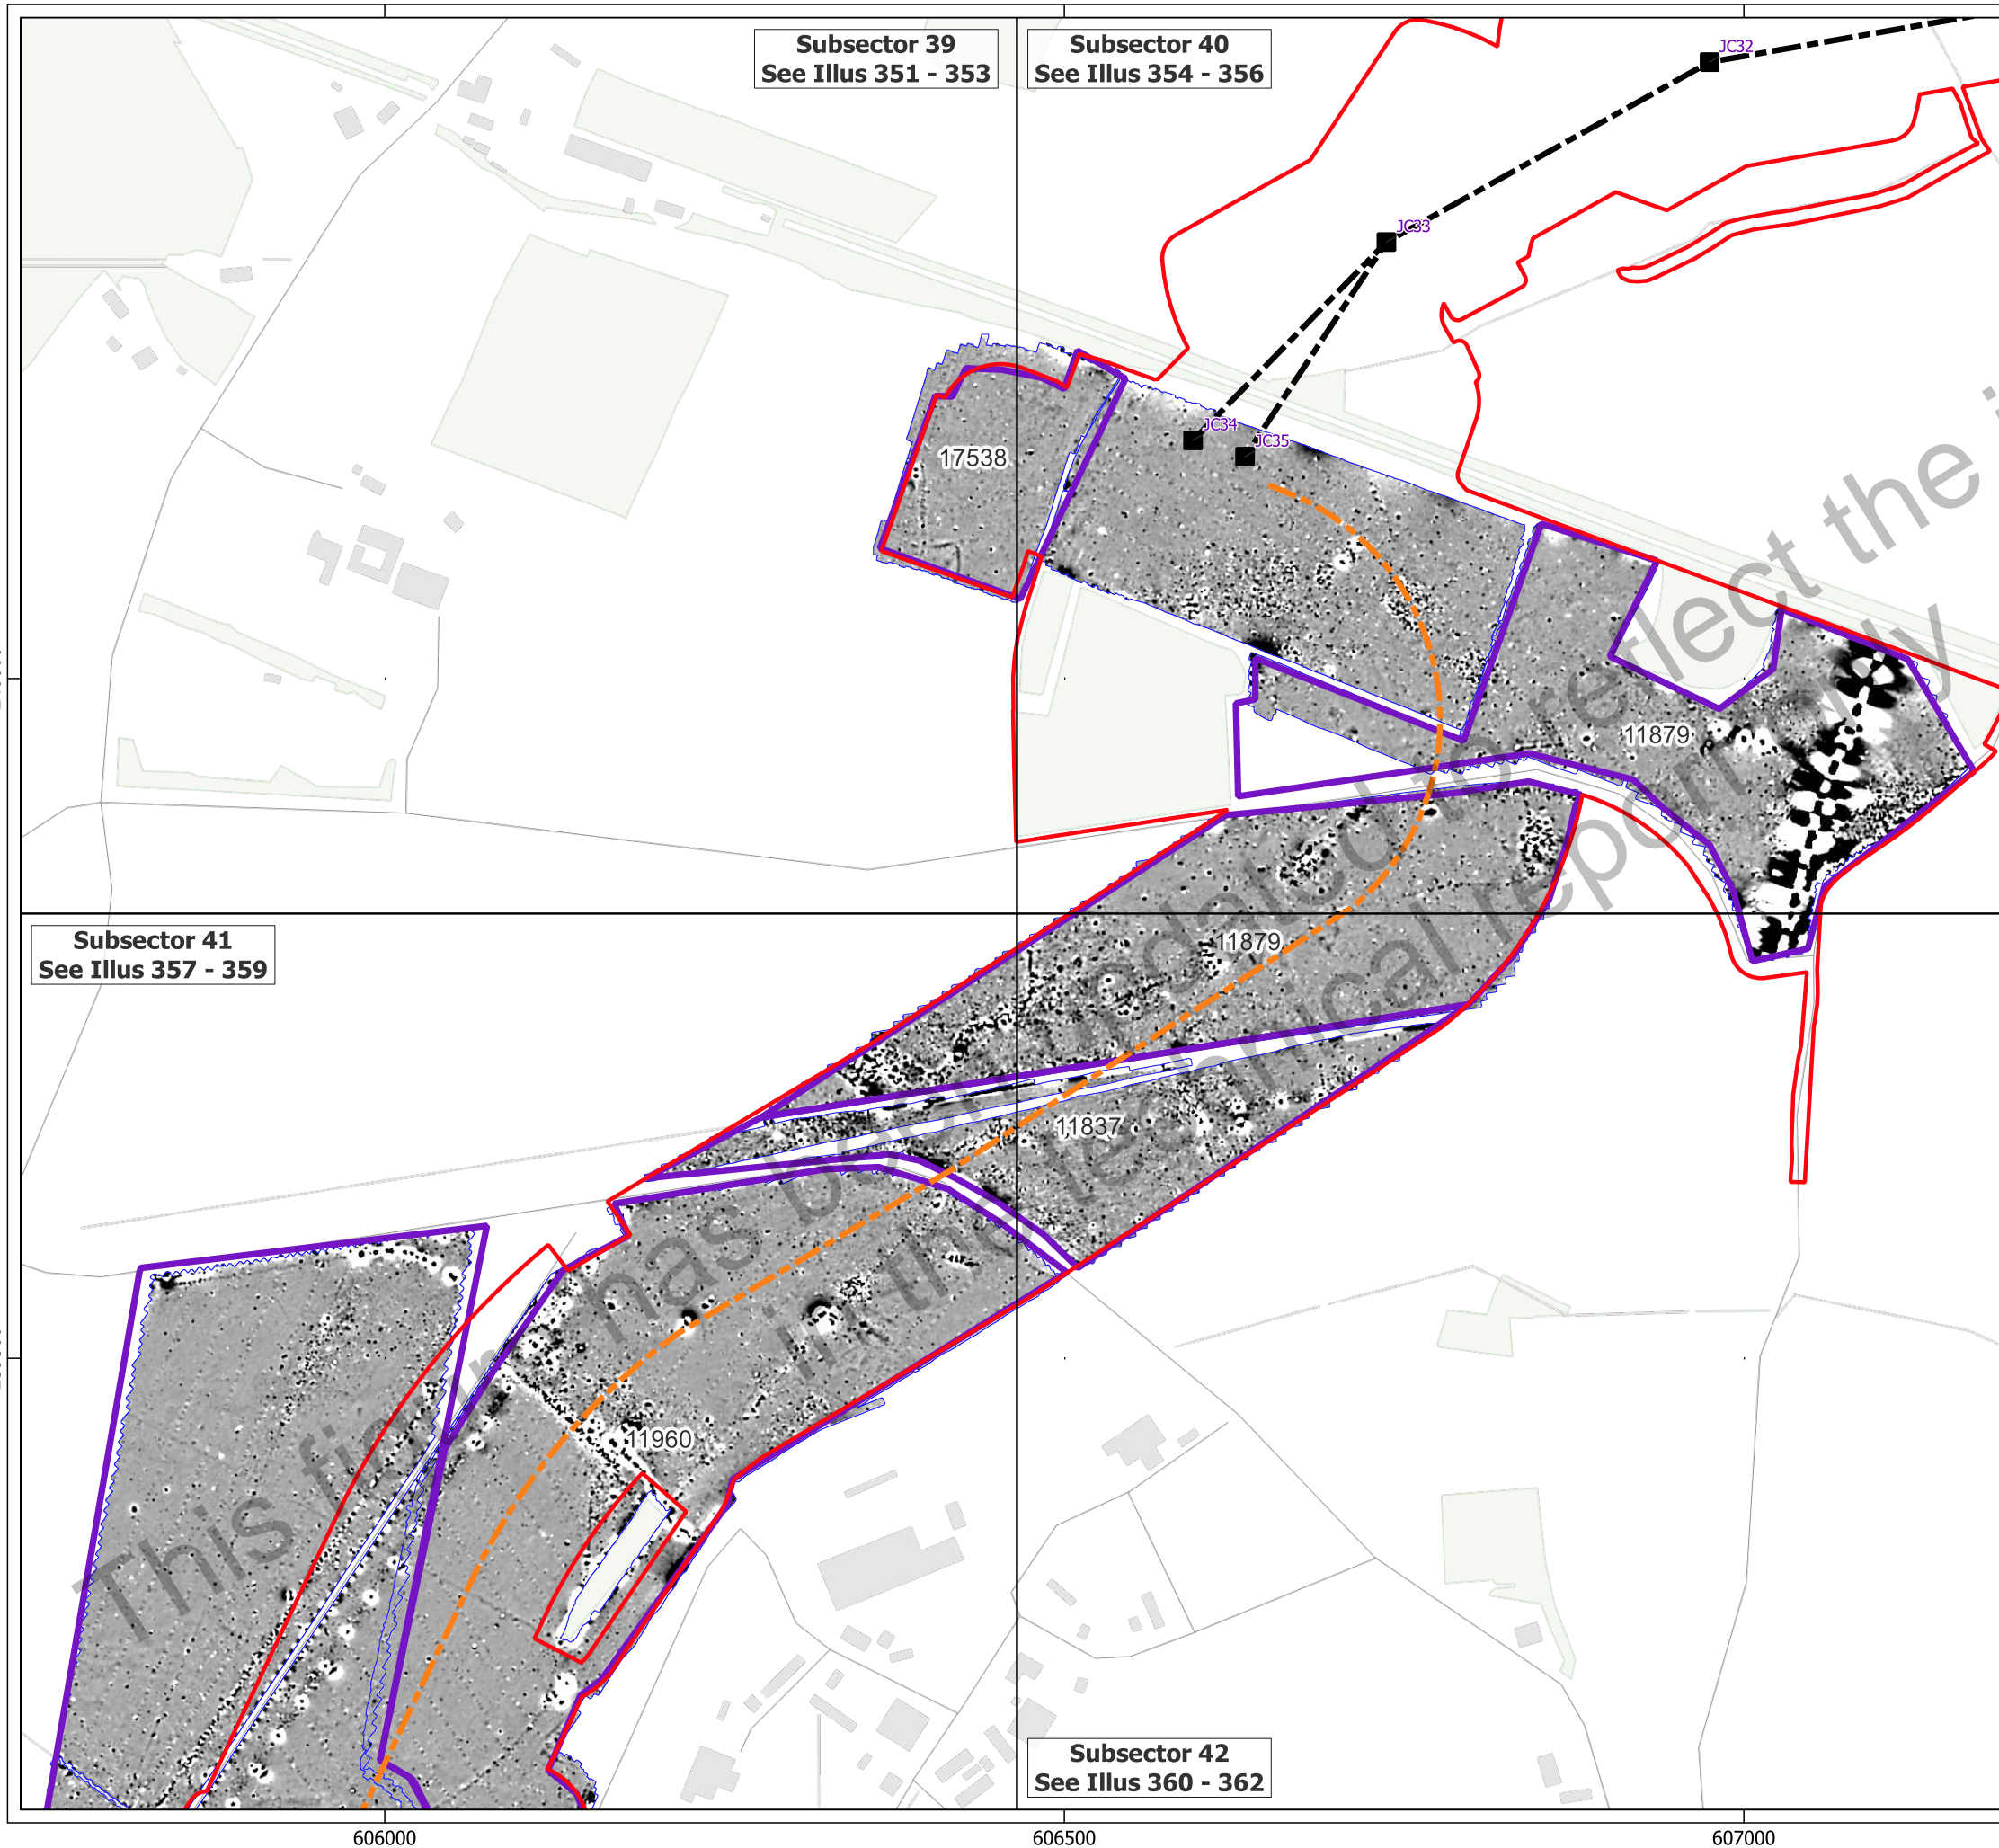 Subsector 39
See Illus 351 - 353
Subsector 40
See Illus 354 - 356
JC32
JC33
JC34
JC35
17538
11879
Subsector 41
See Illus 357 - 359
11879
11837
11960
Subsector 42
See Illus 360 - 362
This has been to reflect the
in the technical report only
606000
606500
607000